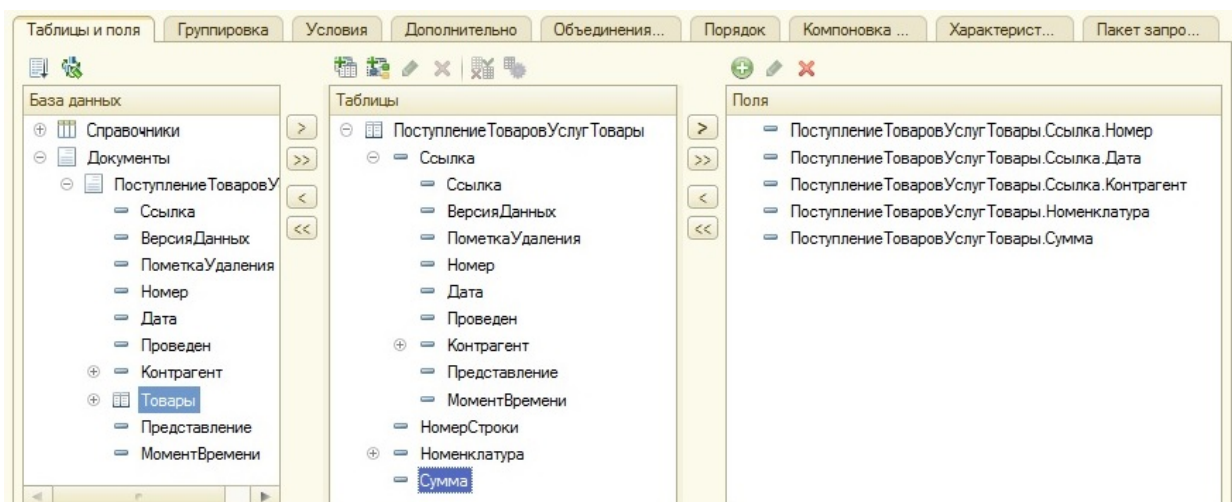 Таблицы и поля
Группировка
Условия
Дополнительно
Объединения...
Порядок
Компоновка ...
Характерист...
Пакет запро...
База данных
Справочники
Документы
ПоступлениеТоваровУ
Ссылка
ВерсияДанных
ПометкаУдаления
Номер
Дата
Проведен
Контрагент
Товары
Представление
МоментВремени
>
>>
<
<<
Таблицы
ПоступлениеТоваровУслугТовары
Ссылка
Ссылка
ВерсияДанных
ПометкаУдаления
Номер
Дата
Проведен
Контрагент
Представление
МоментВремени
НомерСтроки
Номенклатура
Сумма
>
>>
<
<<
Поля
ПоступлениеТоваровУслугТовары.Ссылка.Номер
ПоступлениеТоваровУслугТовары.Ссылка.Дата
ПоступлениеТоваровУслугТовары.Ссылка.Контрагент
ПоступлениеТоваровУслугТовары.Номенклатура
ПоступлениеТоваровУслугТовары.Сумма